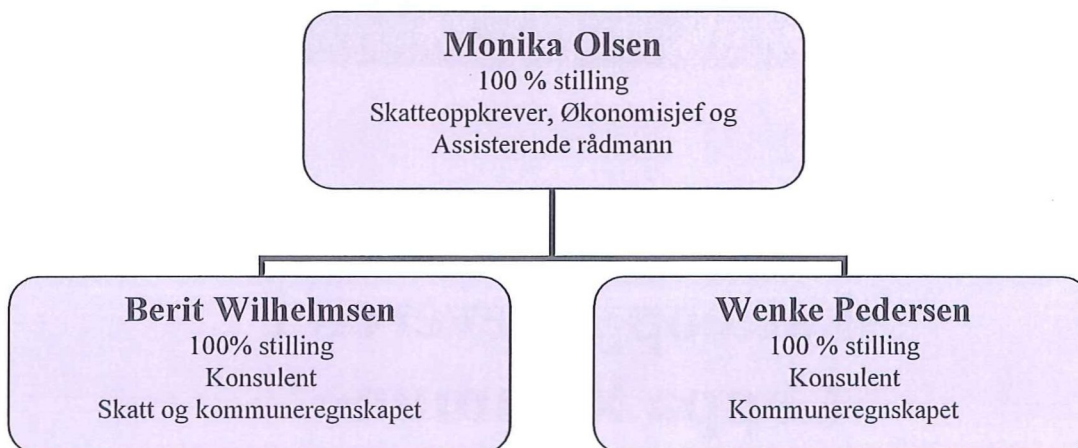 Monika Olsen
100 % stilling
Skatteoppkrever, Økonomisjef og
Assisterende rådmann
Berit Wilhelmsen
100% stilling
Konsulent
Skatt og kommuneregnskapet
Wenke Pedersen
100 % stilling
Konsulent
Kommuneregnskapet